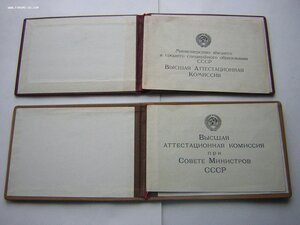 Министерство высшего
и среднего специального образования
СССР
Высшая Аттестационная
Комиссия
Высшая
аттестационная комиссия
при
Совете Министров
СССР